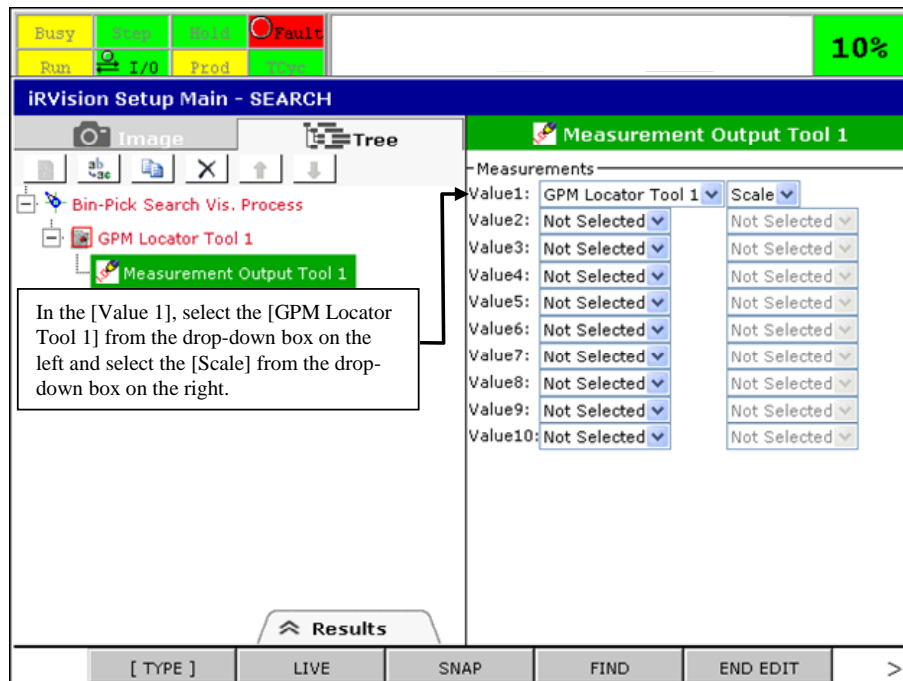 Busy Step Hold Fault
Run I/O Prod TCyc
10%
iRVision Setup Main - SEARCH
Image Tree
Measurement Output Tool 1
ab
ac
Bin-Pick Search Vis. Process
GPM Locator Tool 1
Measurement Output Tool 1
In the [Value 1], select the [GPM Locator
Tool 1] from the drop-down box on the
left and select the [Scale] from the drop-
down box on the right.
Measurements
Value1: GPM Locator Tool 1 Scale
Value2: Not Selected Not Selected
Value3: Not Selected Not Selected
Value4: Not Selected Not Selected
Value5: Not Selected Not Selected
Value6: Not Selected Not Selected
Value7: Not Selected Not Selected
Value8: Not Selected Not Selected
Value9: Not Selected Not Selected
Value10: Not Selected Not Selected
Results
[ TYPE ] LIVE SNAP FIND END EDIT >